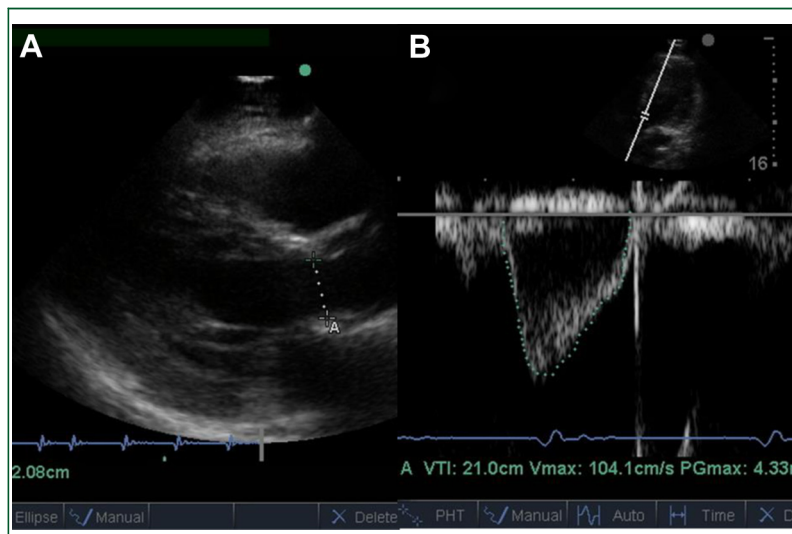 A
B
16
A
2.08cm
A VTI: 21.0cm Vmax: 104.1cm/s PGmax: 4.33
Ellipse Manual Delete
PHT Manual Auto Time D